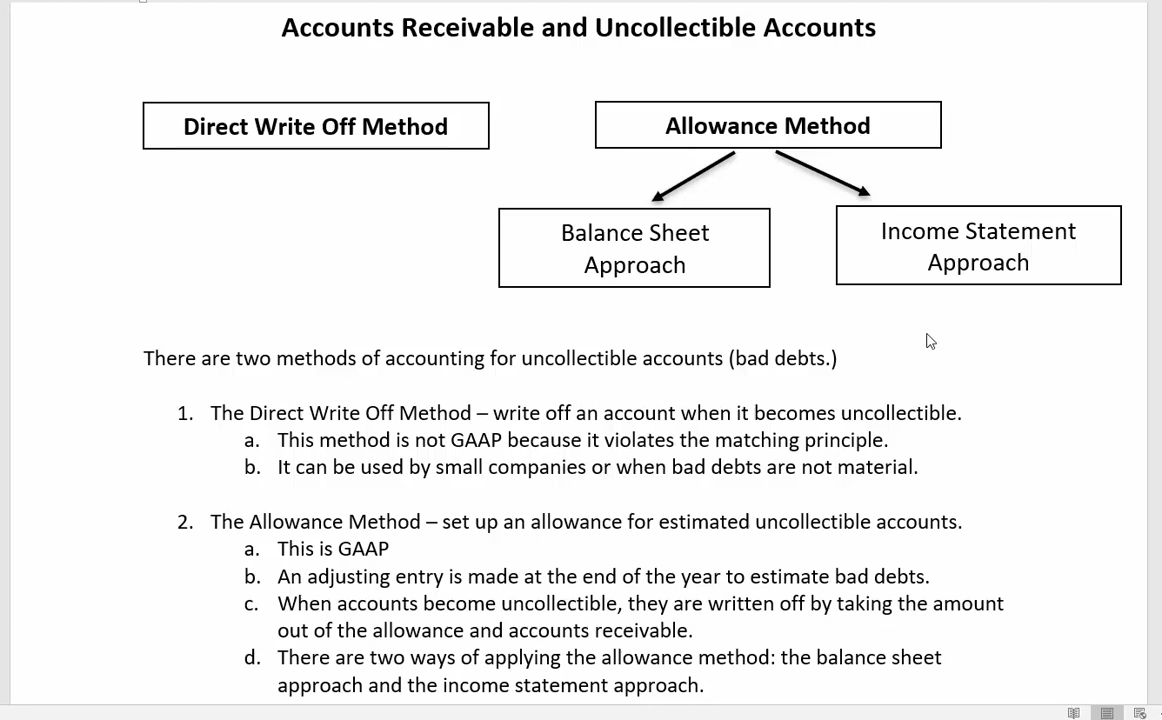 Accounts Receivable and Uncollectible Accounts
Direct Write Off Method
Allowance Method
Balance Sheet
Approach
Income Statement
Approach
There are two methods of accounting for uncollectible accounts (bad debts.)
1. The Direct Write Off Method – write off an account when it becomes uncollectible.
a. This method is not GAAP because it violates the matching principle.
b. It can be used by small companies or when bad debts are not material.
2. The Allowance Method – set up an allowance for estimated uncollectible accounts.
a. This is GAAP
b. An adjusting entry is made at the end of the year to estimate bad debts.
c. When accounts become uncollectible, they are written off by taking the amount
out of the allowance and accounts receivable.
d. There are two ways of applying the allowance method: the balance sheet
approach and the income statement approach.